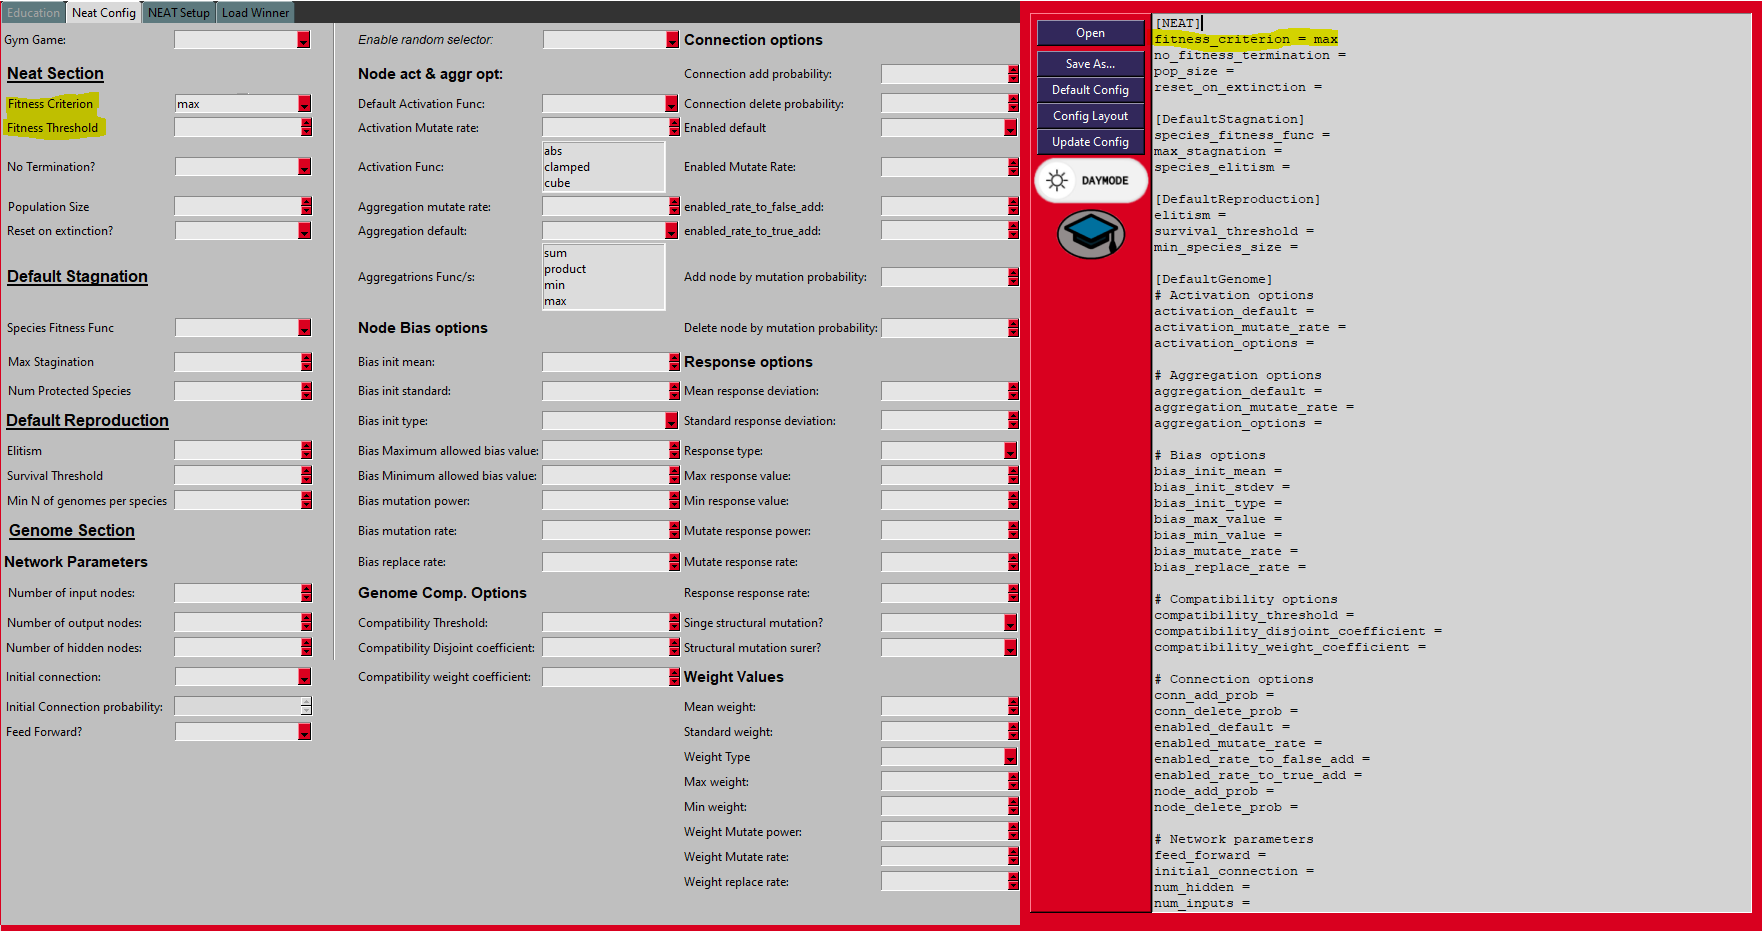 Education
Neat Config
NEAT Setup
Load Winner
Gym Game:
Neat Section
Fitness Criterion
max
Fitness Threshold
No Termination?
Population Size
Reset on extinction?
Default Stagnation
Species Fitness Func
Max Stagination
Num Protected Species
Default Reproduction
Elitism
Survival Threshold
Min N of genomes per species
Genome Section
Network Parameters
Number of input nodes:
Number of output nodes:
Number of hidden nodes:
Initial connection:
Initial Connection probability:
Feed Forward?
Enable random selector:
Node act & aggr opt:
Default Activation Func:
Activation Mutate rate:
Activation Func:
abs
clamped
cube
Aggregation mutate rate:
Aggregation default:
Aggregatrions Func/s:
sum
product
min
max
Node Bias options
Bias init mean:
Bias init standard:
Bias init type:
Bias Maximum allowed bias value:
Bias Minimum allowed bias value:
Bias mutation power:
Bias mutation rate:
Bias replace rate:
Genome Comp. Options
Compatibility Threshold:
Compatibility Disjoint coefficient:
Compatibility weight coefficient:
Connection options
Connection add probability:
Connection delete probability:
Enabled default
Enabled Mutate Rate:
enabled_rate_to_false_add:
enabled_rate_to_true_add:
Add node by mutation probability:
Delete node by mutation probability:
Response options
Mean response deviation:
Standard response deviation:
Response type:
Max response value:
Min response value:
Mutate response power:
Mutate response rate:
Response response rate:
Singe structural mutation?
Structural mutation surer?
Weight Values
Mean weight:
Standard weight:
Weight Type
Max weight:
Min weight:
Weight Mutate power:
Weight Mutate rate:
Weight replace rate:
Open
Save As...
Default Config
Config Layout
Update Config
DAYMODE
[NEAT]
fitness_criterion = max
no_fitness_termination =
pop_size =
reset_on_extinction =
[DefaultStagnation]
species_fitness_func =
max_stagnation =
species_elitism =
[DefaultReproduction]
elitism =
survival_threshold =
min_species_size =
[DefaultGenome]
# Activation options
activation_default =
activation_mutate_rate =
activation_options =
# Aggregation options
aggregation_default =
aggregation_mutate_rate =
aggregation_options =
# Bias options
bias_init_mean =
bias_init_stdev =
bias_init_type =
bias_max_value =
bias_min_value =
bias_mutate_rate =
bias_replace_rate =
# Compatibility options
compatibility_threshold =
compatibility_disjoint_coefficient =
compatibility_weight_coefficient =
# Connection options
conn_add_prob =
conn_delete_prob =
enabled_default =
enabled_mutate_rate =
enabled_rate_to_false_add =
enabled_rate_to_true_add =
node_add_prob =
node_delete_prob =
# Network parameters
feed_forward =
initial_connection =
num_hidden =
num_inputs =